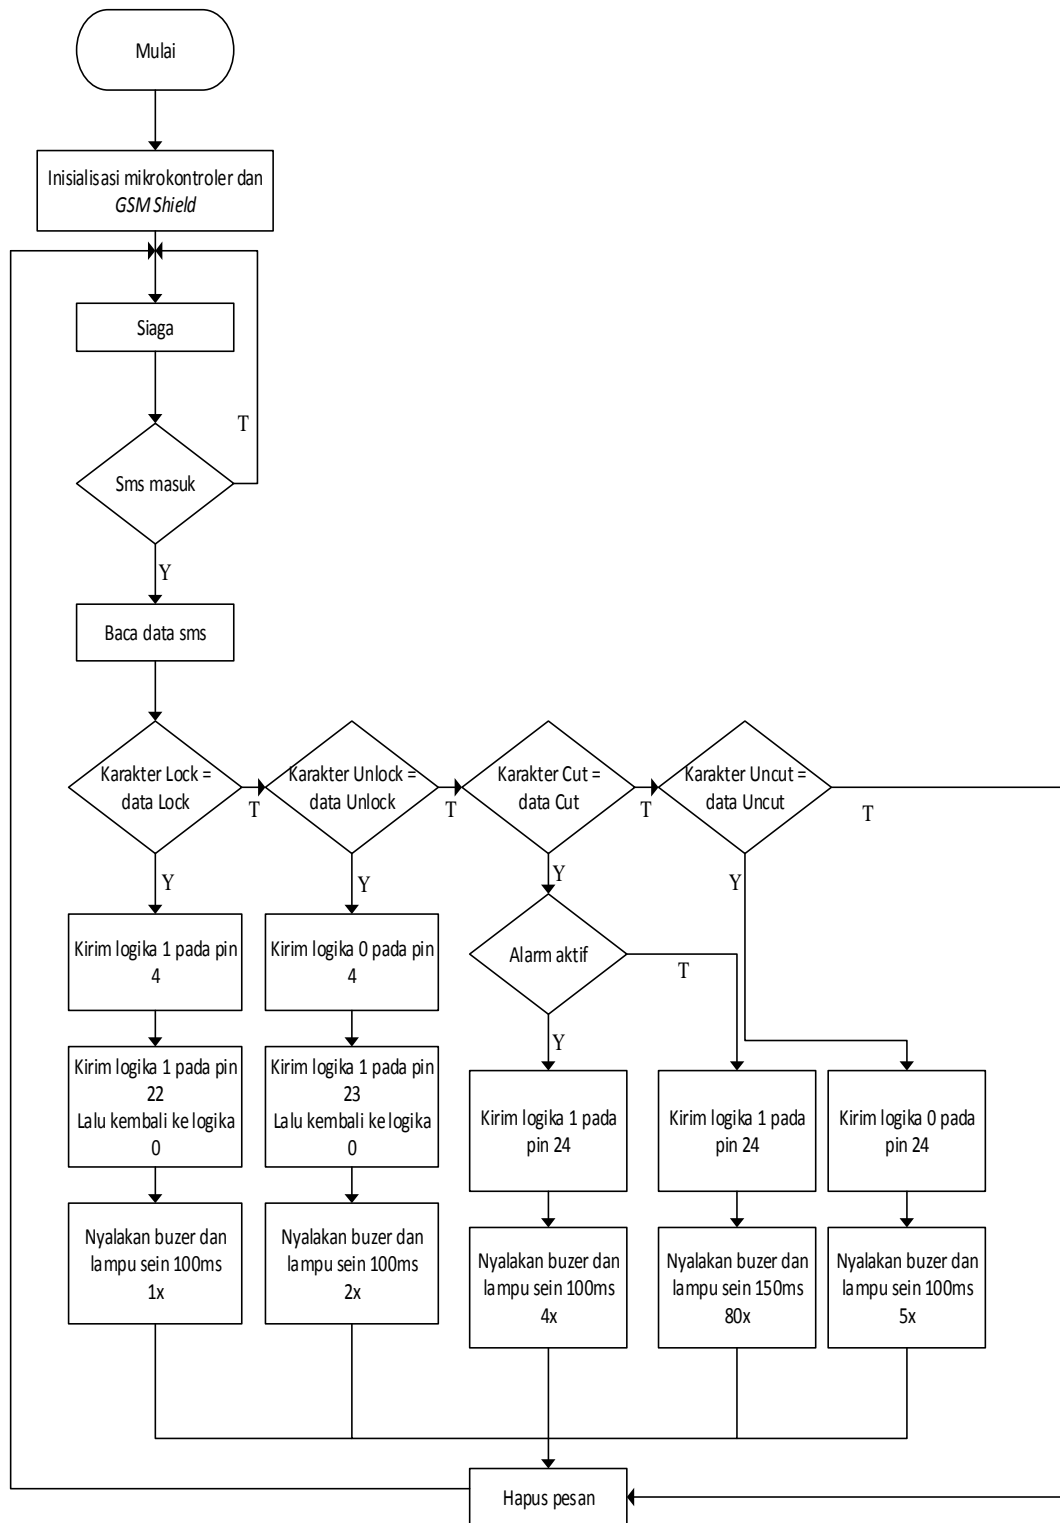 Mulai
Inisialisasi mikrokontroler dan
GSM Shield
Siaga
T
Sms masuk
Y
Baca data sms
Karakter Lock =
data Lock
T
Karakter Unlock =
data Unlock
T
Karakter Cut =
data Cut
T
Karakter Uncut =
data Uncut
T
Y
Y
Y
Y
Kirim logika 1 pada pin
4
Kirim logika 0 pada pin
4
Alarm aktif
T
Y
Kirim logika 1 pada pin
22
Lalu kembali ke logika
0
Kirim logika 1 pada pin
23
Lalu kembali ke logika
0
Kirim logika 1 pada
pin 24
Kirim logika 1 pada
pin 24
Kirim logika 0 pada
pin 24
Nyalakan buzer dan
lampu sein 100ms
1x
Nyalakan buzer dan
lampu sein 100ms
2x
Nyalakan buzer dan
lampu sein 100ms
4x
Nyalakan buzer dan
lampu sein 150ms
80x
Nyalakan buzer dan
lampu sein 100ms
5x
Hapus pesan